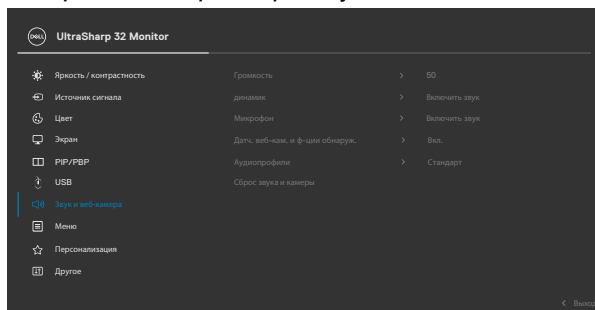 DELL UltraSharp 32 Monitor
Яркость / контрастность Громкость > 50
Источник сигнала динамик > Включить звук
Цвет Микрофон > Включить звук
Экран Датч. веб-кам. и ф-ции обнаруж. > Вкл.
PIP/PBP Аудиопрофили > Стандарт
USB Сброс звука и камеры
Звук и веб-камера
Меню
Персонализация
Другое
< Выход